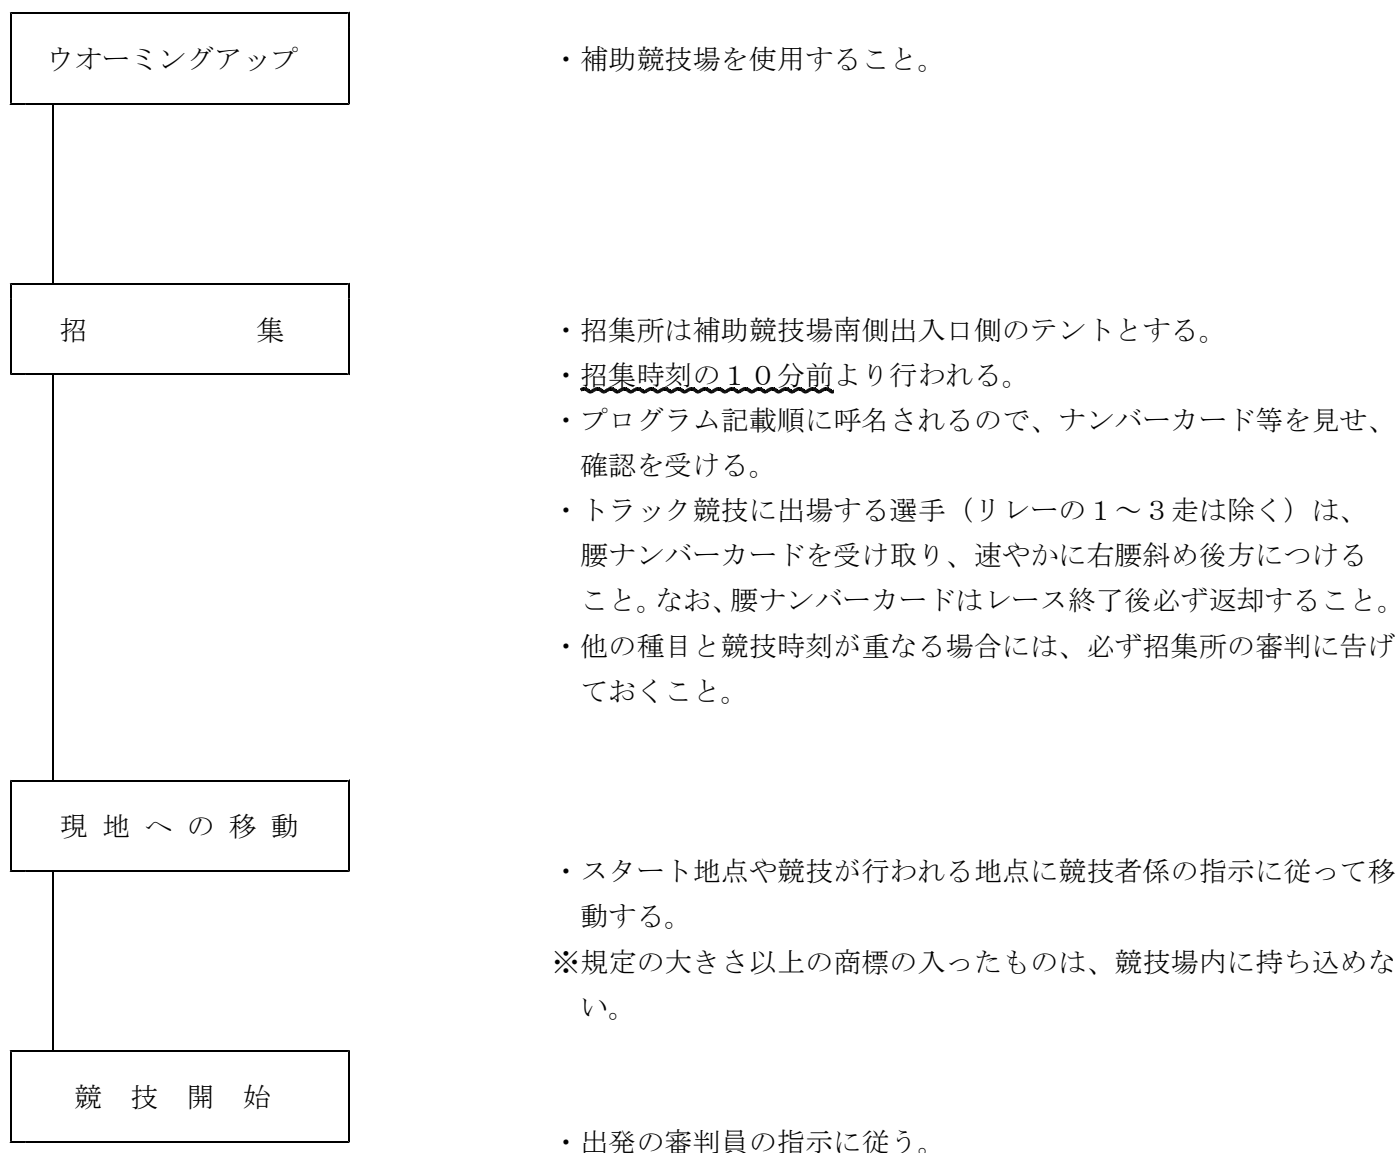 ウオーミングアップ
・補助競技場を使用すること。
招　　　　　　集
・招集所は補助競技場南側出入口側のテントとする。
・招集時刻の１０分前より行われる。
・プログラム記載順に呼名されるので、ナンバーカード等を見せ、
確認を受ける。
・トラック競技に出場する選手（リレーの１～３走は除く）は、
腰ナンバーカードを受け取り、速やかに右腰斜め後方につける
こと。なお、腰ナンバーカードはレース終了後必ず返却すること。
・他の種目と競技時刻が重なる場合には、必ず招集所の審判に告げ
ておくこと。
現 地 へ の 移 動
・スタート地点や競技が行われる地点に競技者係の指示に従って移
動する。
※規定の大きさ以上の商標の入ったものは、競技場内に持ち込めな
い。
競　技　開　始
・出発の審判員の指示に従う。